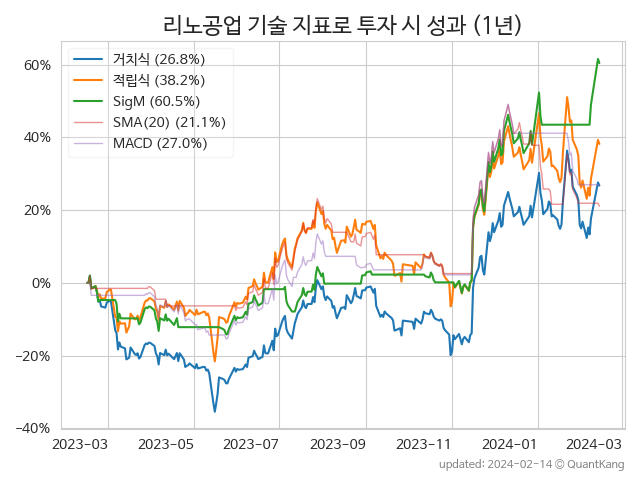 리노공업 기술 지표로 투자 시 성과 (1년)
거치식 (26.8%)
적립식 (38.2%)
SigM (60.5%)
SMA(20) (21.1%)
MACD (27.0%)
60%
40%
20%
0%
−20%
−40%
2023-03 2023-05 2023-07 2023-09 2023-11 2024-01 2024-03
updated: 2024-02-14 © QuantKang